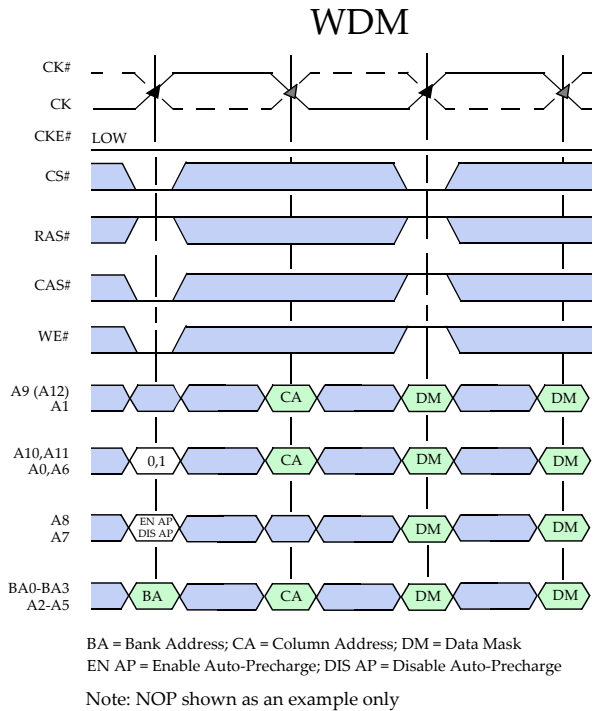 WDM
CK#
CK
CKE# LOW
CS#
RAS#
CAS#
WE#
A9 (A12)
A1
CA DM DM
A10,A11
A0,A6
0,1 CA DM DM
A8
A7
EN AP
DIS AP
DM DM
BA0-BA3
A2-A5
BA CA DM DM
BA = Bank Address; CA = Column Address; DM = Data Mask
EN AP = Enable Auto-Precharge; DIS AP = Disable Auto-Precharge
Note: NOP shown as an example only